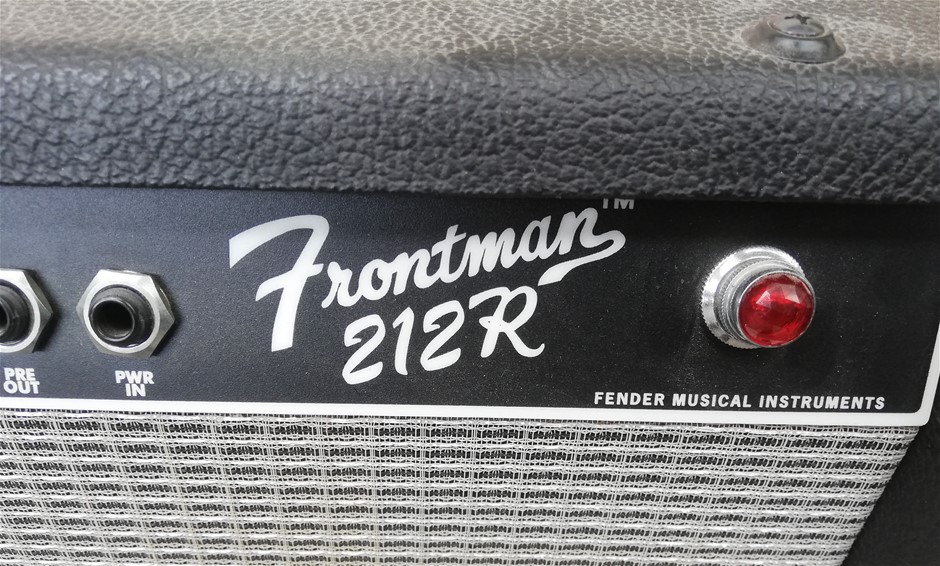 Frontman™
212R
PRE
OUT
PWR
IN
FENDER MUSICAL INSTRUMENTS